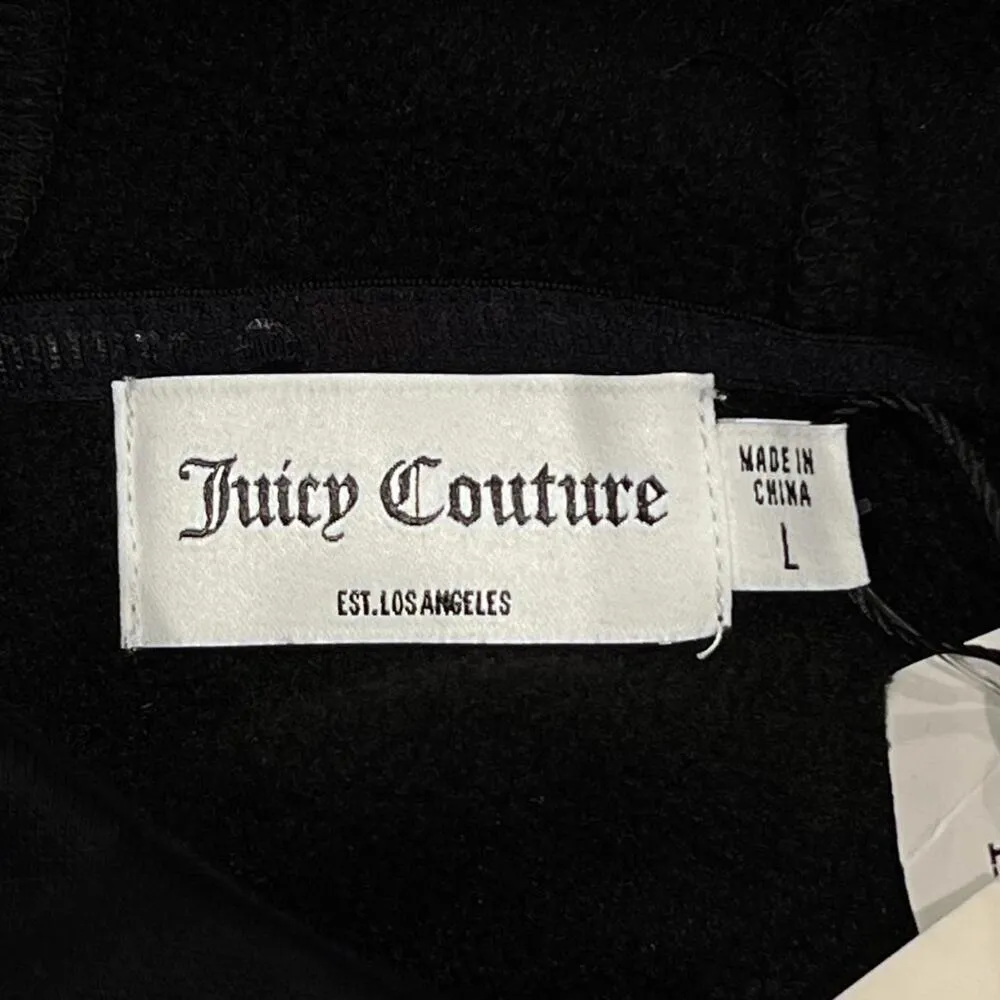 Juicy Couture
EST.LOS ANGELES
MADE IN
CHINA
L